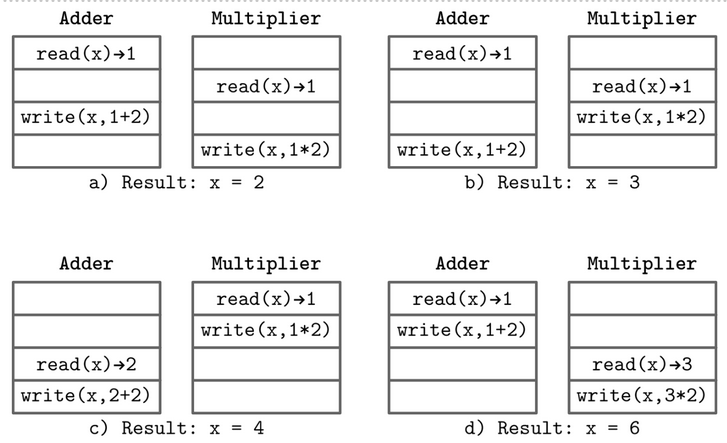 Adder Multiplier Adder Multiplier
read(x)→1 read(x)→1
read(x)→1 read(x)→1
write(x,1+2) write(x,1*2)
write(x,1*2) write(x,1+2)
a) Result: x = 2 b) Result: x = 3
Adder Multiplier Adder Multiplier
read(x)→1 read(x)→1
write(x,1*2) write(x,1+2)
read(x)→2 read(x)→3
write(x,2+2) write(x,3*2)
c) Result: x = 4 d) Result: x = 6